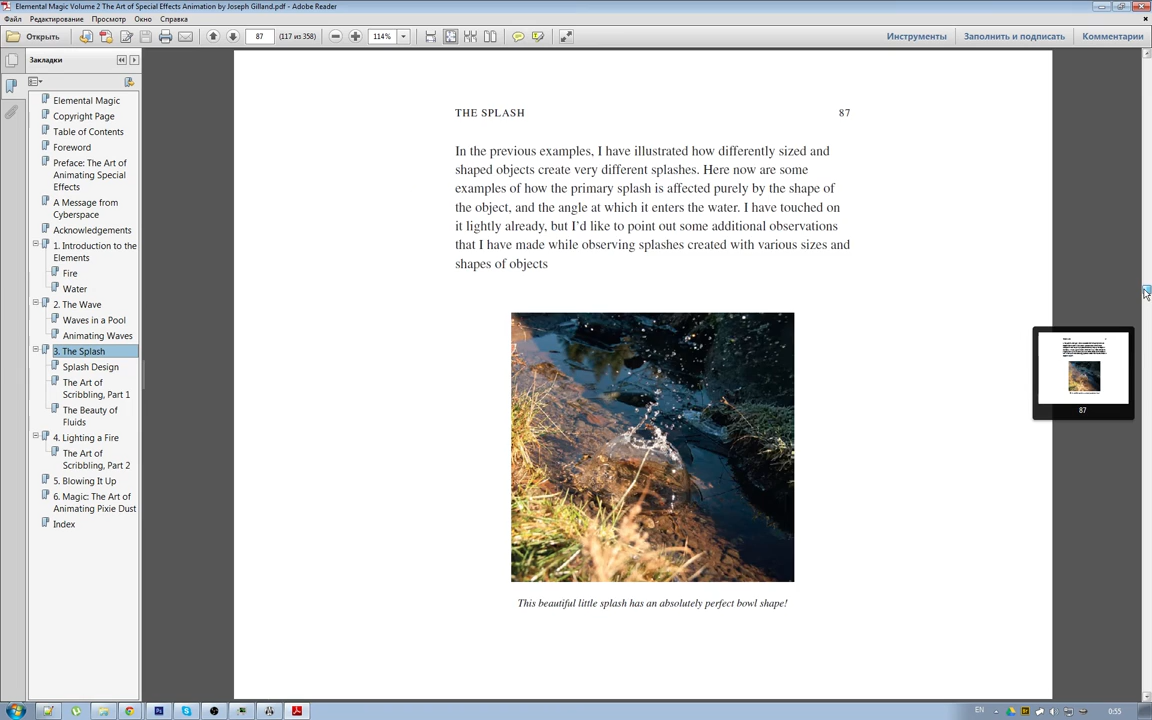 Elemental Magic Volume 2 The Art of Special Effects Animation by Joseph Gilland.pdf - Adobe Reader
Файл Редактирование Просмотр Окно Справка
Открыть 87 (117 из 358) 114% Инструменты Заполнить и подписать Комментарии
Закладки
Elemental Magic
Copyright Page
Table of Contents
Foreword
Preface: The Art of
Animating Special
Effects
A Message from
Cyberspace
Acknowledgements
1. Introduction to the
Elements
Fire
Water
2. The Wave
Waves in a Pool
Animating Waves
3. The Splash
Splash Design
The Art of
Scribbling, Part 1
The Beauty of
Fluids
4. Lighting a Fire
The Art of
Scribbling, Part 2
5. Blowing It Up
6. Magic: The Art of
Animating Pixie Dust
Index
THE SPLASH 87
In the previous examples, I have illustrated how differently sized and
shaped objects create very different splashes. Here now are some
examples of how the primary splash is affected purely by the shape of
the object, and the angle at which it enters the water. I have touched on
it lightly already, but I'd like to point out some additional observations
that I have made while observing splashes created with various sizes and
shapes of objects
This beautiful little splash has an absolutely perfect bowl shape!
87
EN 0:55